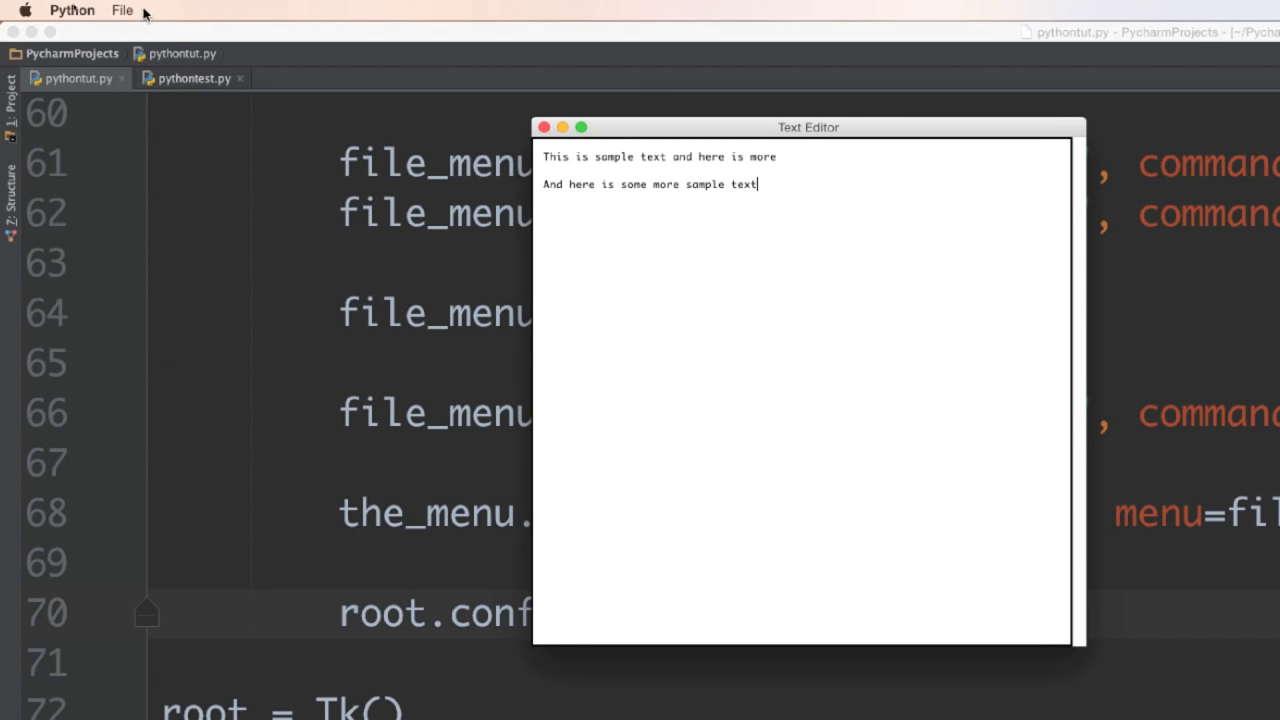 Python File
pythontut.py - PycharmProjects - [~/Pycha
PycharmProjects pythontut.py
pythontut.py pythontest.py
1: Project
7: Structure
Text Editor
This is sample text and here is more
And here is some more sample text
60
61 file_menu , command
62 file_menu , command
63
64 file_menu
65
66 file_menu , command
67
68 the_menu. menu=fil
69
70 root.conf
71
72 root = Tk()